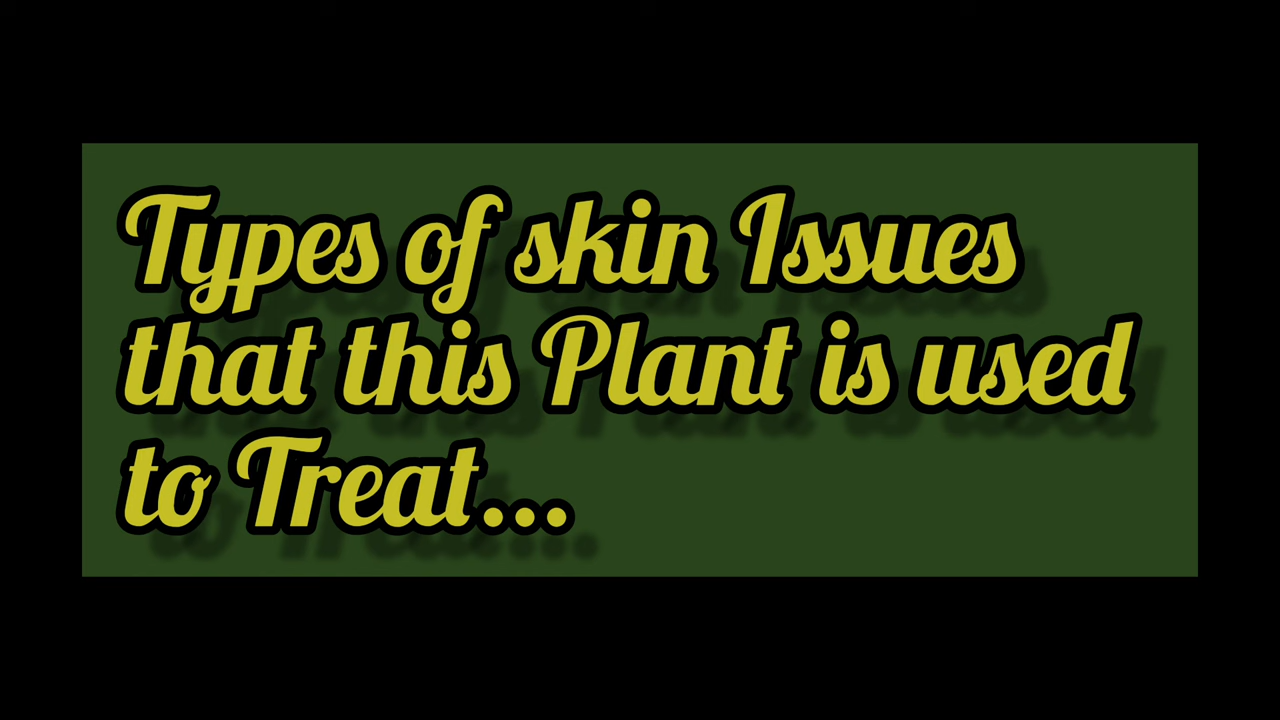 Types of skin Issues
that this Plant is used
to Treat...